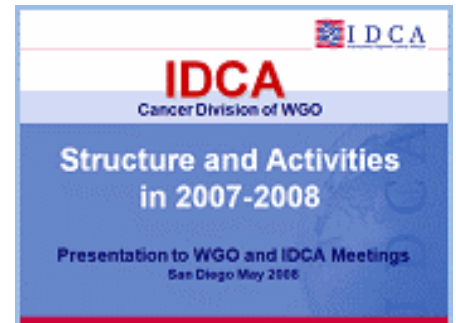 IDCA
IDCA
Cancer Division of WGO
Structure and Activities
in 2007-2008
Presentation to WGO and IDCA Meetings
San Diego May 2008
IDCA